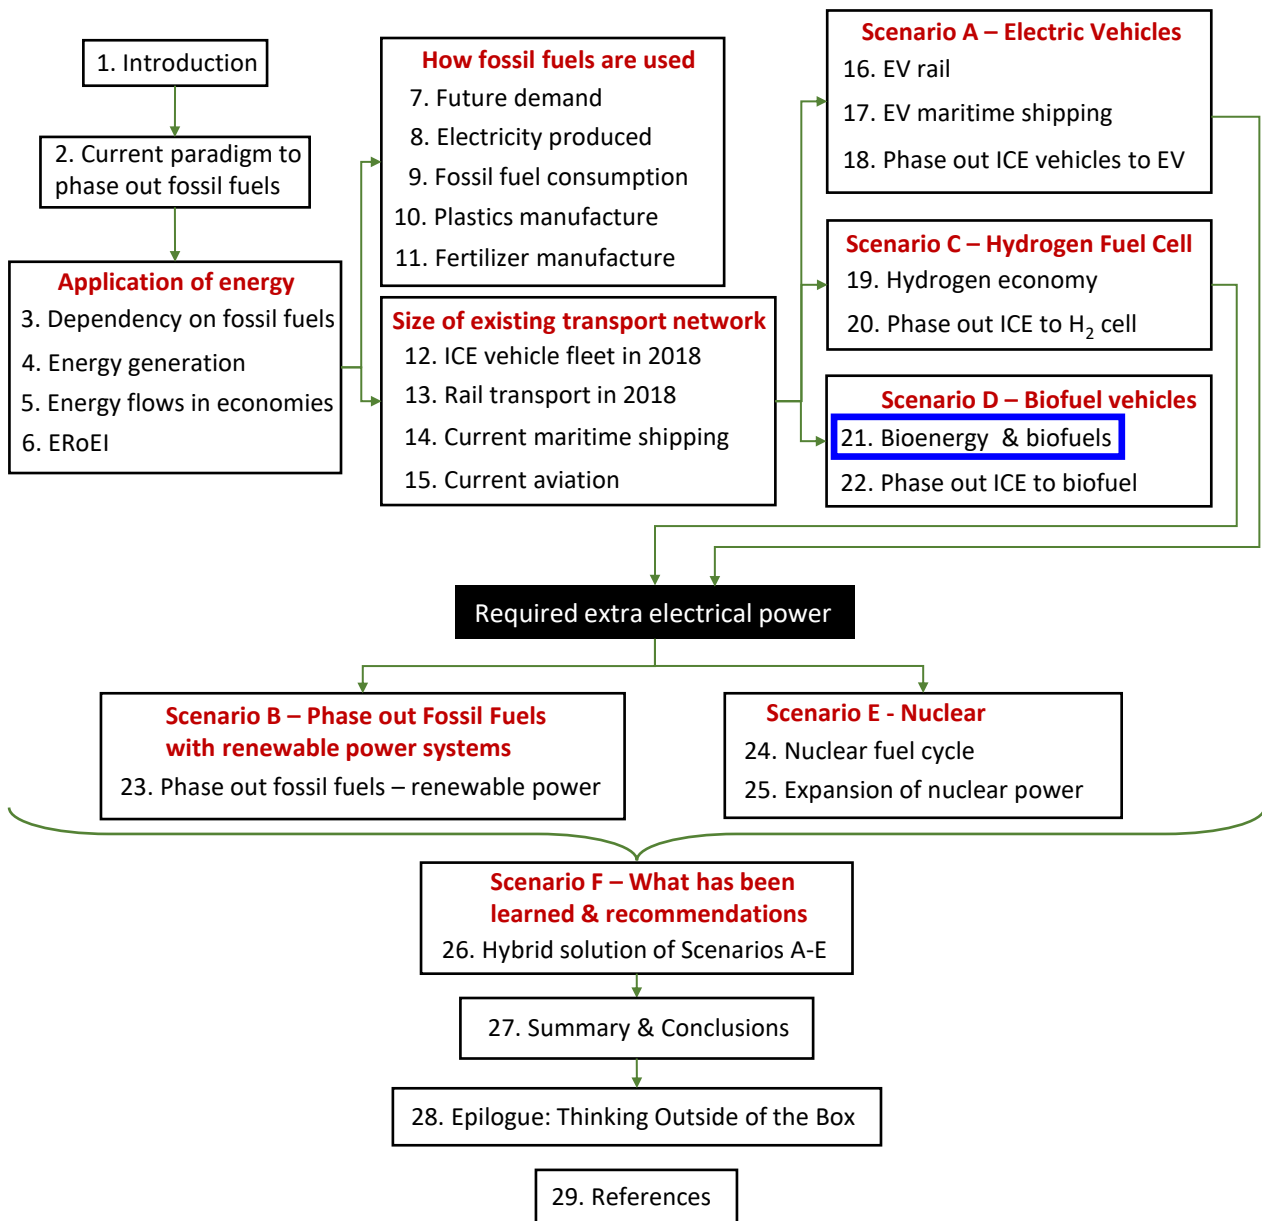 1. Introduction
2. Current paradigm to
phase out fossil fuels
Application of energy
3. Dependency on fossil fuels
4. Energy generation
5. Energy flows in economies
6. ERoEI
How fossil fuels are used
7. Future demand
8. Electricity produced
9. Fossil fuel consumption
10. Plastics manufacture
11. Fertilizer manufacture
Size of existing transport network
12. ICE vehicle fleet in 2018
13. Rail transport in 2018
14. Current maritime shipping
15. Current aviation
Scenario A – Electric Vehicles
16. EV rail
17. EV maritime shipping
18. Phase out ICE vehicles to EV
Scenario C – Hydrogen Fuel Cell
19. Hydrogen economy
20. Phase out ICE to H₂ cell
Scenario D – Biofuel vehicles
21. Bioenergy & biofuels
22. Phase out ICE to biofuel
Required extra electrical power
Scenario B – Phase out Fossil Fuels
with renewable power systems
23. Phase out fossil fuels – renewable power
Scenario E - Nuclear
24. Nuclear fuel cycle
25. Expansion of nuclear power
Scenario F – What has been
learned & recommendations
26. Hybrid solution of Scenarios A-E
27. Summary & Conclusions
28. Epilogue: Thinking Outside of the Box
29. References